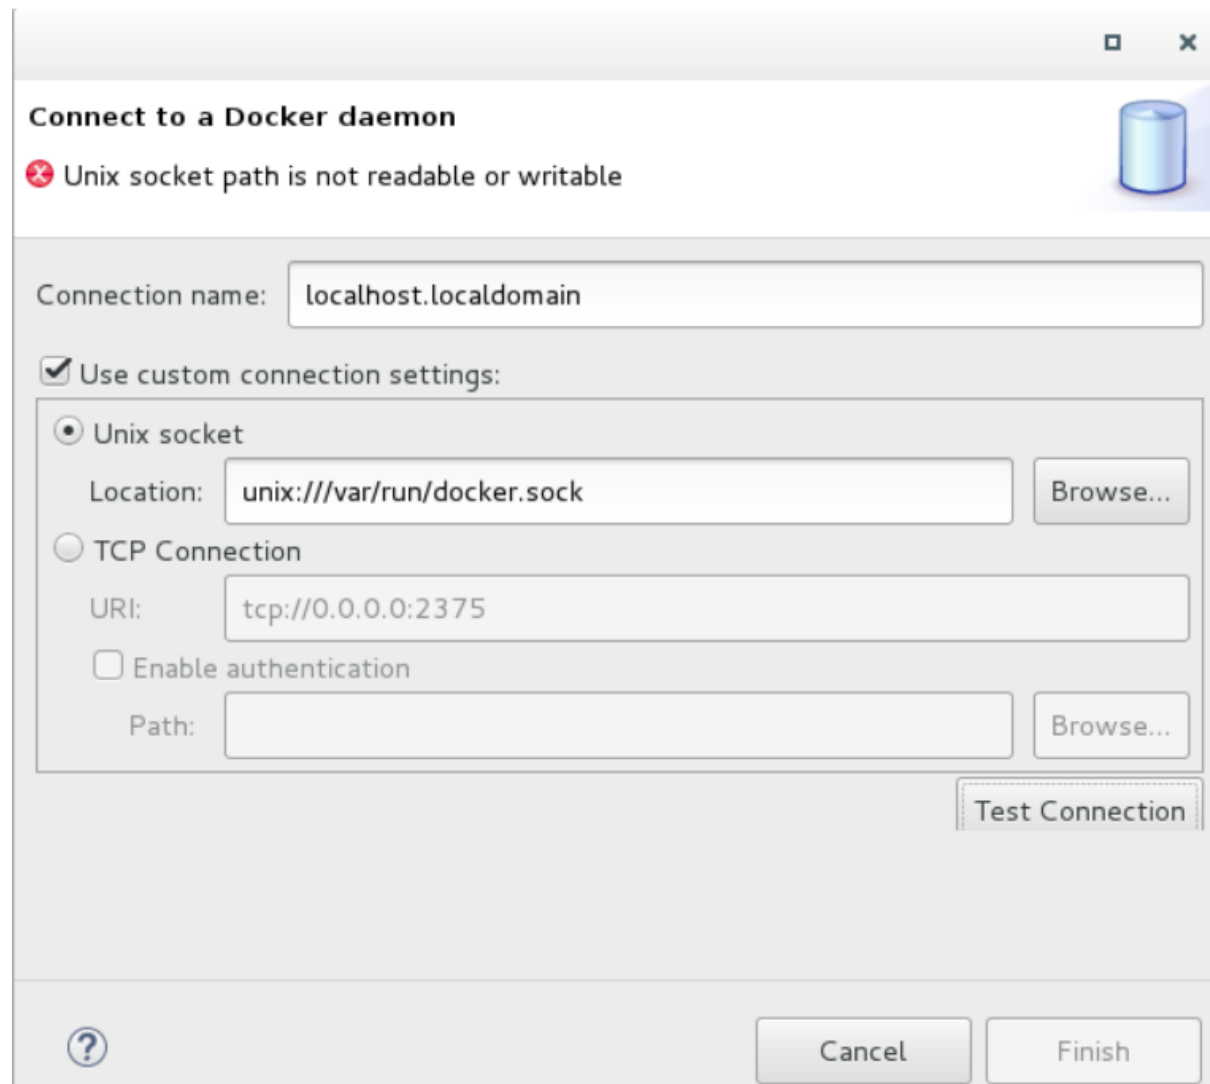 Connect to a Docker daemon
Unix socket path is not readable or writable
Connection name: localhost.localdomain
Use custom connection settings:
Unix socket
Location: unix:///var/run/docker.sock Browse...
TCP Connection
URI: tcp://0.0.0.0:2375
Enable authentication
Path: Browse...
Test Connection
? Cancel Finish